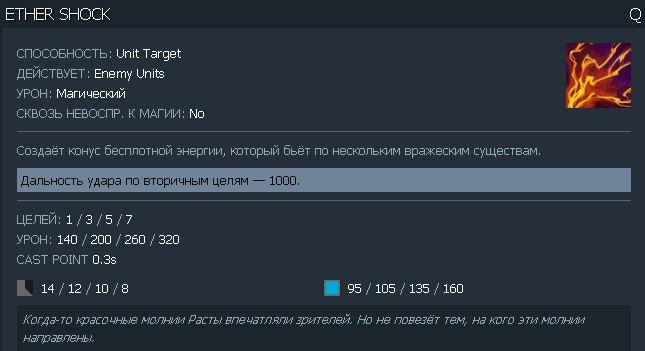 ETHER SHOCK Q
СПОСОБНОСТЬ: Unit Target
ДЕЙСТВУЕТ: Enemy Units
УРОН: Магический
СКВОЗЬ НЕВОСПР. К МАГИИ: No
Создаёт конус бесплотной энергии, который бьёт по нескольким вражеским существам.
Дальность удара по вторичным целям — 1000.
ЦЕЛЕЙ: 1 / 3 / 5 / 7
УРОН: 140 / 200 / 260 / 320
CAST POINT 0.3s
14 / 12 / 10 / 8 95 / 105 / 135 / 160
Когда-то красочные молнии Расты впечатляли зрителей. Но не повезёт тем, на кого эти молнии
направлены.